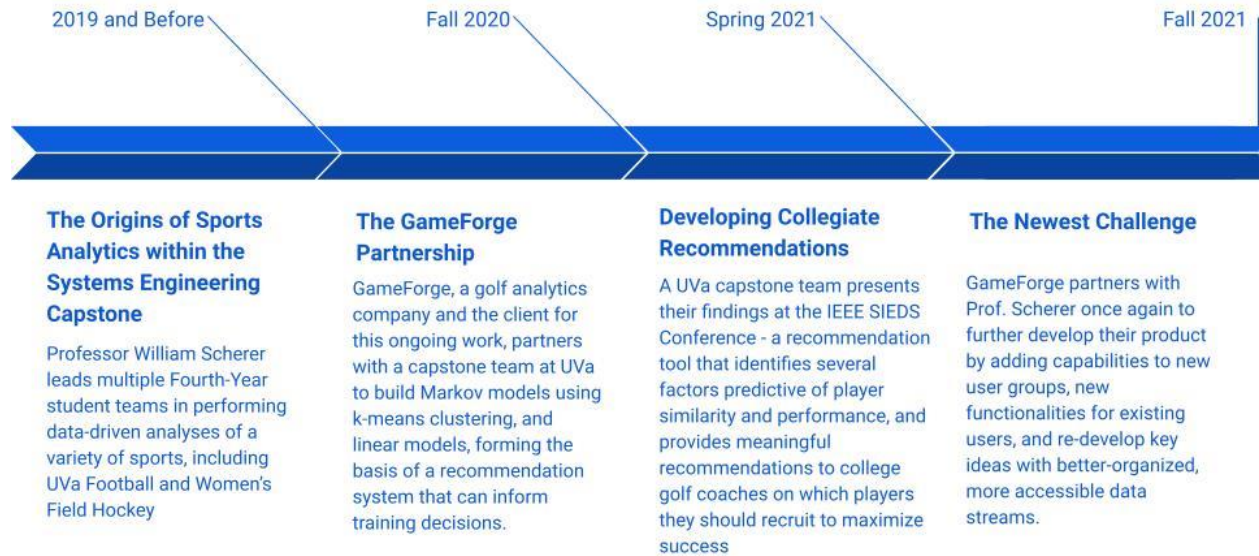 2019 and Before
Fall 2020
Spring 2021
Fall 2021
The Origins of Sports
Analytics within the
Systems Engineering
Capstone
Professor William Scherer
leads multiple Fourth-Year
student teams in performing
data-driven analyses of a
variety of sports, including
UVa Football and Women's
Field Hockey
The GameForge
Partnership
GameForge, a golf analytics
company and the client for
this ongoing work, partners
with a capstone team at UVa
to build Markov models using
k-means clustering, and
linear models, forming the
basis of a recommendation
system that can inform
training decisions.
Developing Collegiate
Recommendations
A UVa capstone team presents
their findings at the IEEE SIEDS
Conference - a recommendation
tool that identifies several
factors predictive of player
similarity and performance, and
provides meaningful
recommendations to college
golf coaches on which players
they should recruit to maximize
success
The Newest Challenge
GameForge partners with
Prof. Scherer once again to
further develop their product
by adding capabilities to new
user groups, new
functionalities for existing
users, and re-develop key
ideas with better-organized,
more accessible data
streams.